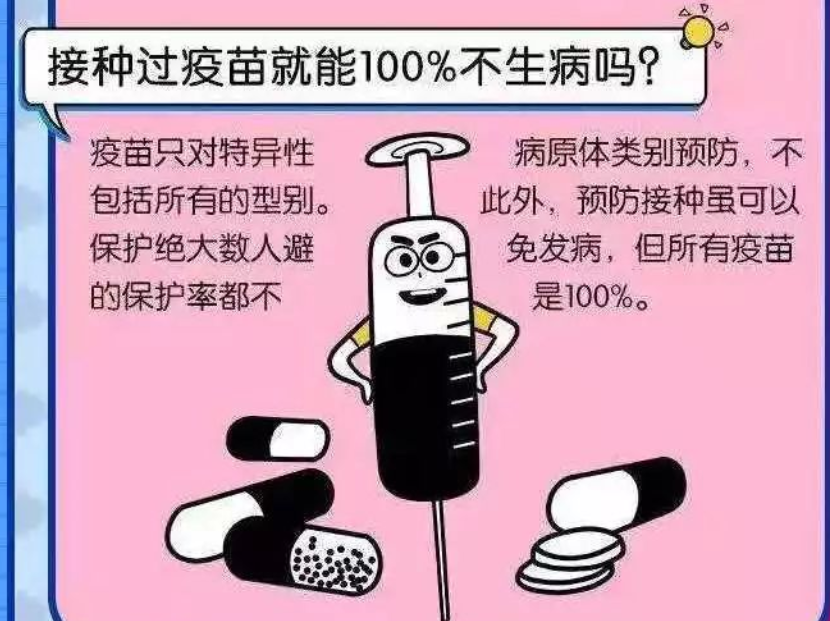 接种过疫苗就能100%不生病吗?
疫苗只对特异性病原体类别预防，不
包括所有的型别。此外，预防接种虽可以
保护绝大数人避免发病，但所有疫苗
的保护率都不是100%。